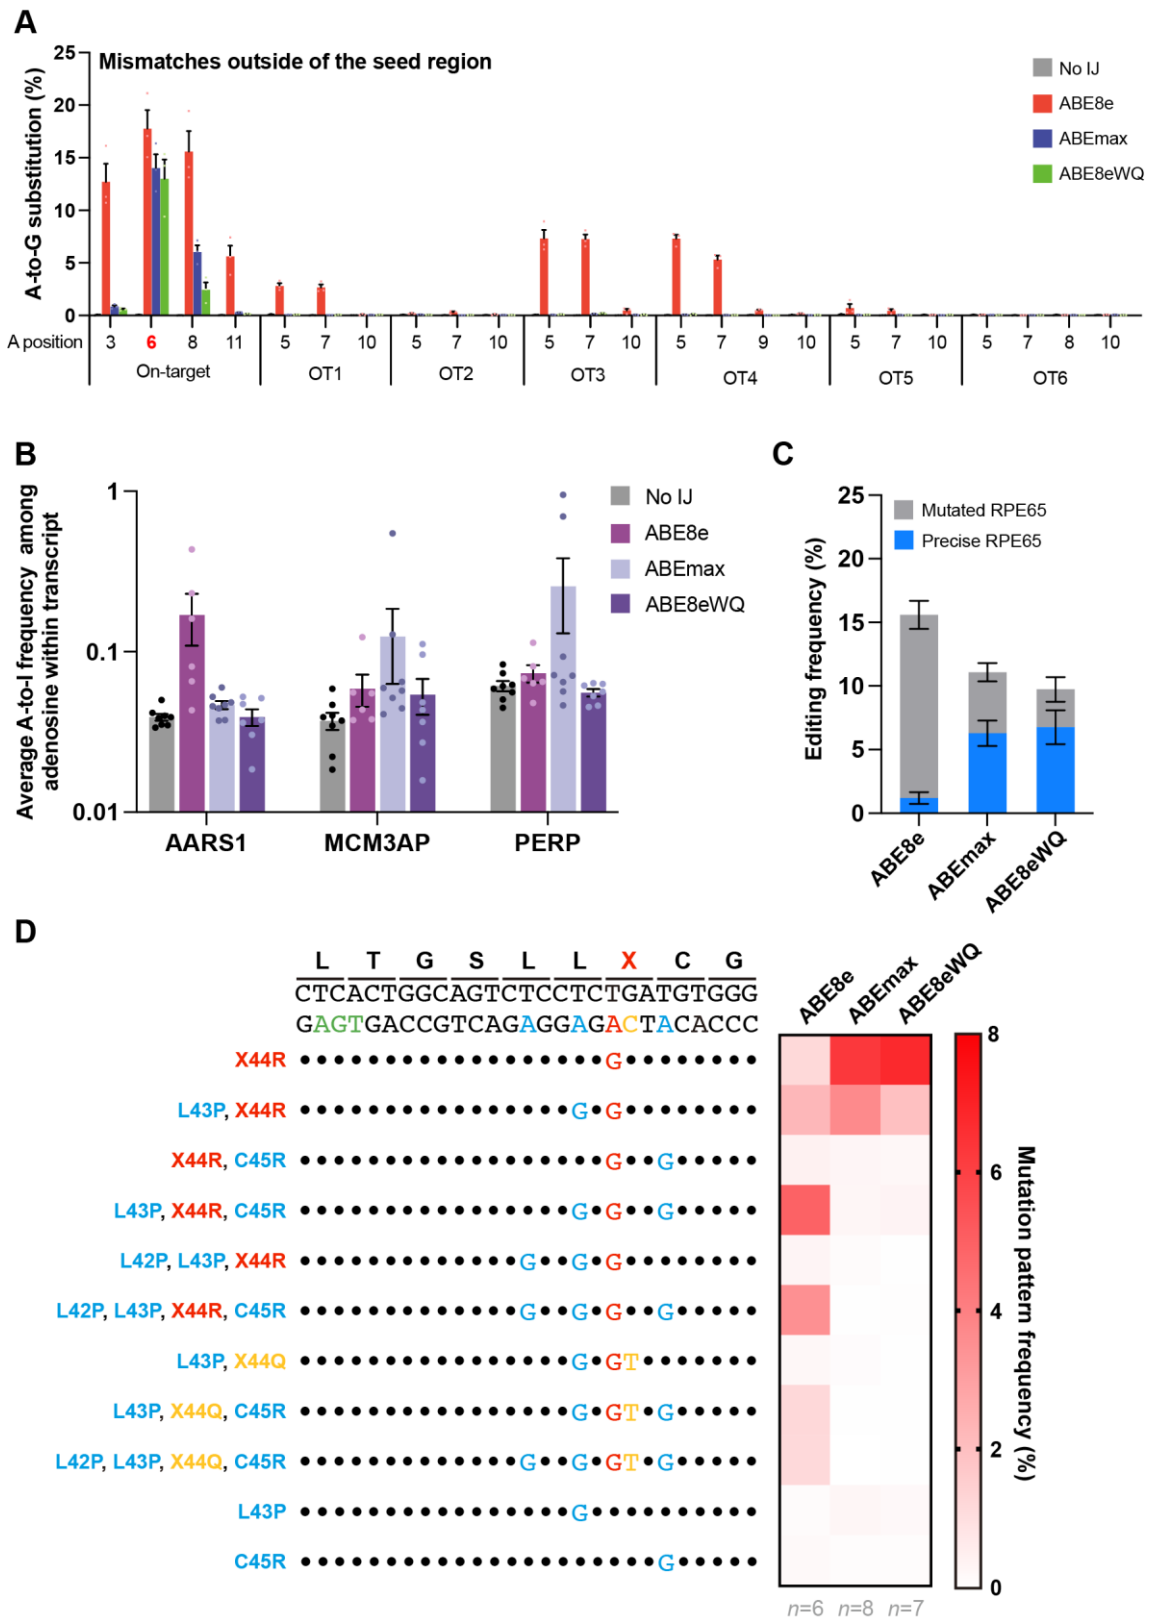 A
Mismatches outside of the seed region
A-to-G substitution (%)
25
20
15
10
5
0
No IJ
ABE8e
ABEmax
ABE8eWQ
A position 3 6 8 11 5 7 10 5 7 10 5 7 10 5 7 9 10 5 7 10 5 7 8 10
On-target OT1 OT2 OT3 OT4 OT5 OT6
B
Average A-to-I frequency among
adenosine within transcript
1
0.1
0.01
No IJ
ABE8e
ABEmax
ABE8eWQ
AARS1 MCM3AP PERP
C
Editing frequency (%)
25
20
15
10
5
0
Mutated RPE65
Precise RPE65
ABE8e ABEmax ABE8eWQ
D
L T G S L L X C G
CTCACTGGCAGTCTCCTCTGATGTGGG
GAGTGACCGTCAGAGGAGACTACACCC
X44R G
L43P, X44R G G
X44R, C45R G G
L43P, X44R, C45R G G G
L42P, L43P, X44R G G G
L42P, L43P, X44R, C45R G G G G
L43P, X44Q G GT
L43P, X44Q, C45R G GT G
L42P, L43P, X44Q, C45R G G GT G
L43P G
C45R G
ABE8e ABEmax ABE8eWQ
n=6 n=8 n=7
8
6
4
2
0
Mutation pattern frequency (%)